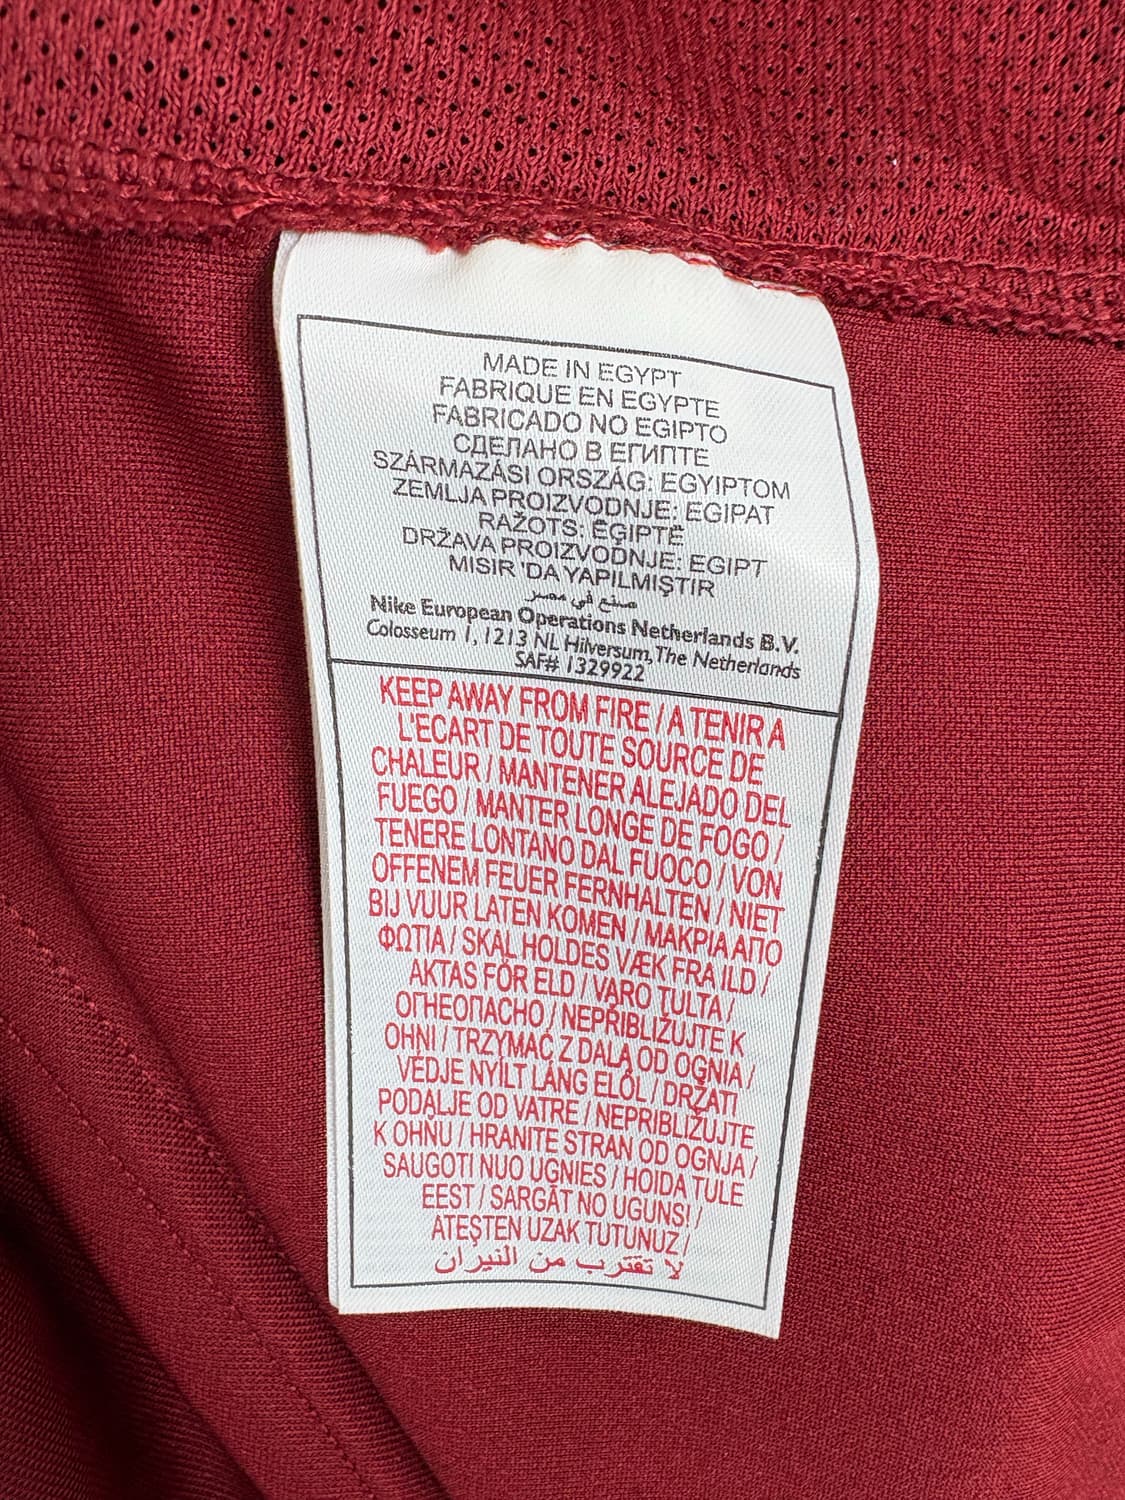 MADE IN EGYPT
FABRIQUE EN EGYPTE
FABRICADO NO EGIPTO
СДЕЛАНО В ЕГИПТЕ
SZÁRMAZÁSI ORSZÁG: EGYIPTOM
ZEMLJA PROIZVODNJE: EGIPAT
RAŽOTS: ĒĢIPTĒ
DRŽAVA PROIZVODNJE: EGIPT
MISIR 'DA YAPILMIŞTIR
صنع في مصر
Nike European Operations Netherlands B.V.
Colosseum 1, 1213 NL Hilversum, The Netherlands
SAF# 1329922
KEEP AWAY FROM FIRE / A TENIR A
L'ECART DE TOUTE SOURCE DE
CHALEUR / MANTENER ALEJADO DEL
FUEGO / MANTER LONGE DE FOGO /
TENERE LONTANO DAL FUOCO / VON
OFFENEM FEUER FERNHALTEN / NIET
BIJ VUUR LATEN KOMEN / ΜΑΚΡΙΑ ΑΠΟ
ΦΩΤΙΑ / SKAL HOLDES VÆK FRA ILD /
AKTAS FÖR ELD / VARO TULTA /
ОГНЕОПАСНО / NEPŘIBLIŽUJTE K
OHNI / TRZYMAĆ Z DALA OD OGNIA /
VÉDJE NYÍLT LÁNG ELŐL / DRŽATI
PODALJE OD VATRE / NEPRIBLIŽUJTE
K OHŇU / HRANITE STRAN OD OGNJA /
SAUGOTI NUO UGNIES / HOIDA TULE
EEST / SARGĀT NO UGUNS! /
ATEŞTEN UZAK TUTUNUZ /
لا تقترب من النيران